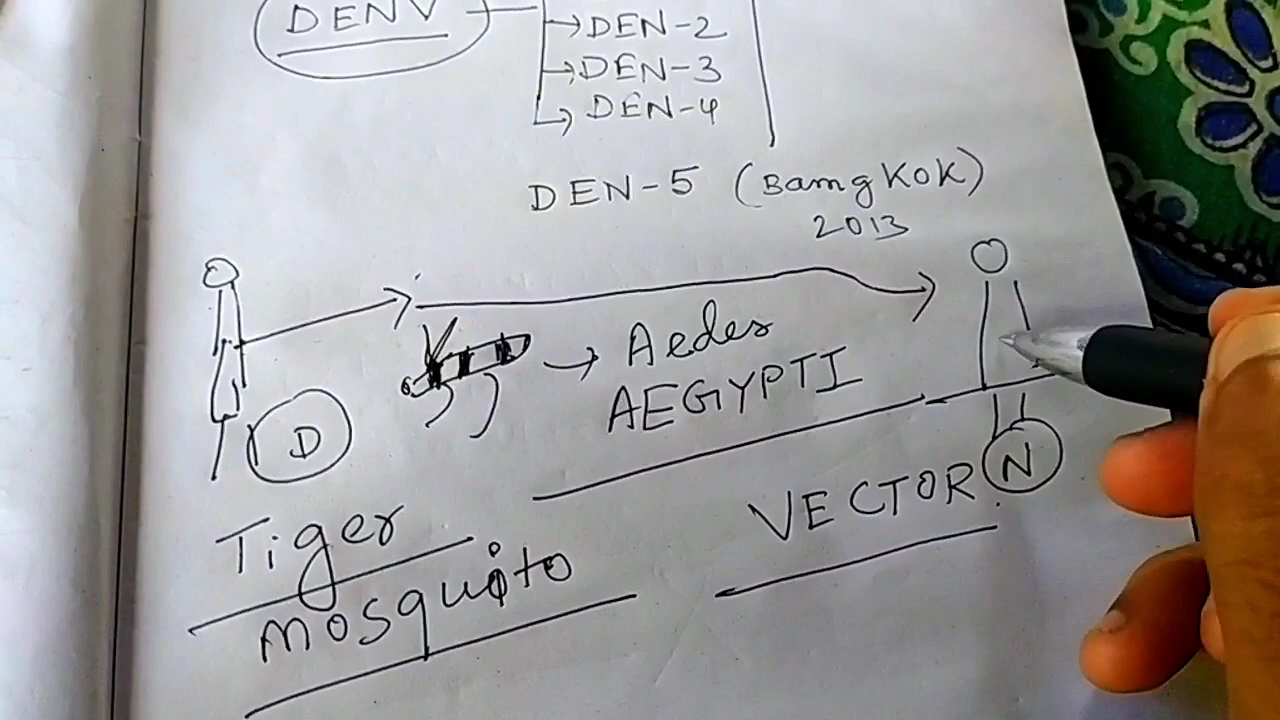 DENV
DEN-2
DEN-3
DEN-4
DEN-5 (BamgKOK)
2013
Aedes
AEGYPTI
D
N
VECTOR
Tiger
mosquito